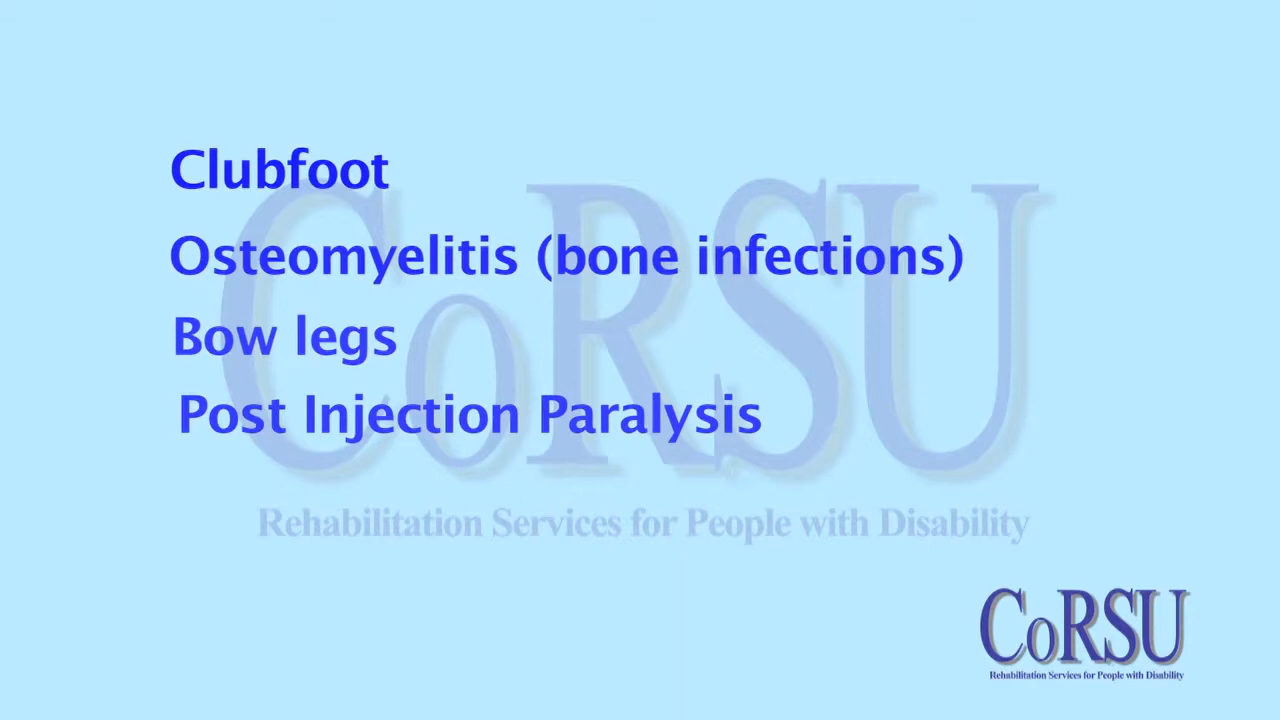 Clubfoot
Osteomyelitis (bone infections)
Bow legs
Post Injection Paralysis
CoRSU
Rehabilitation Services for People with Disability
CoRSU
Rehabilitation Services for People with Disability